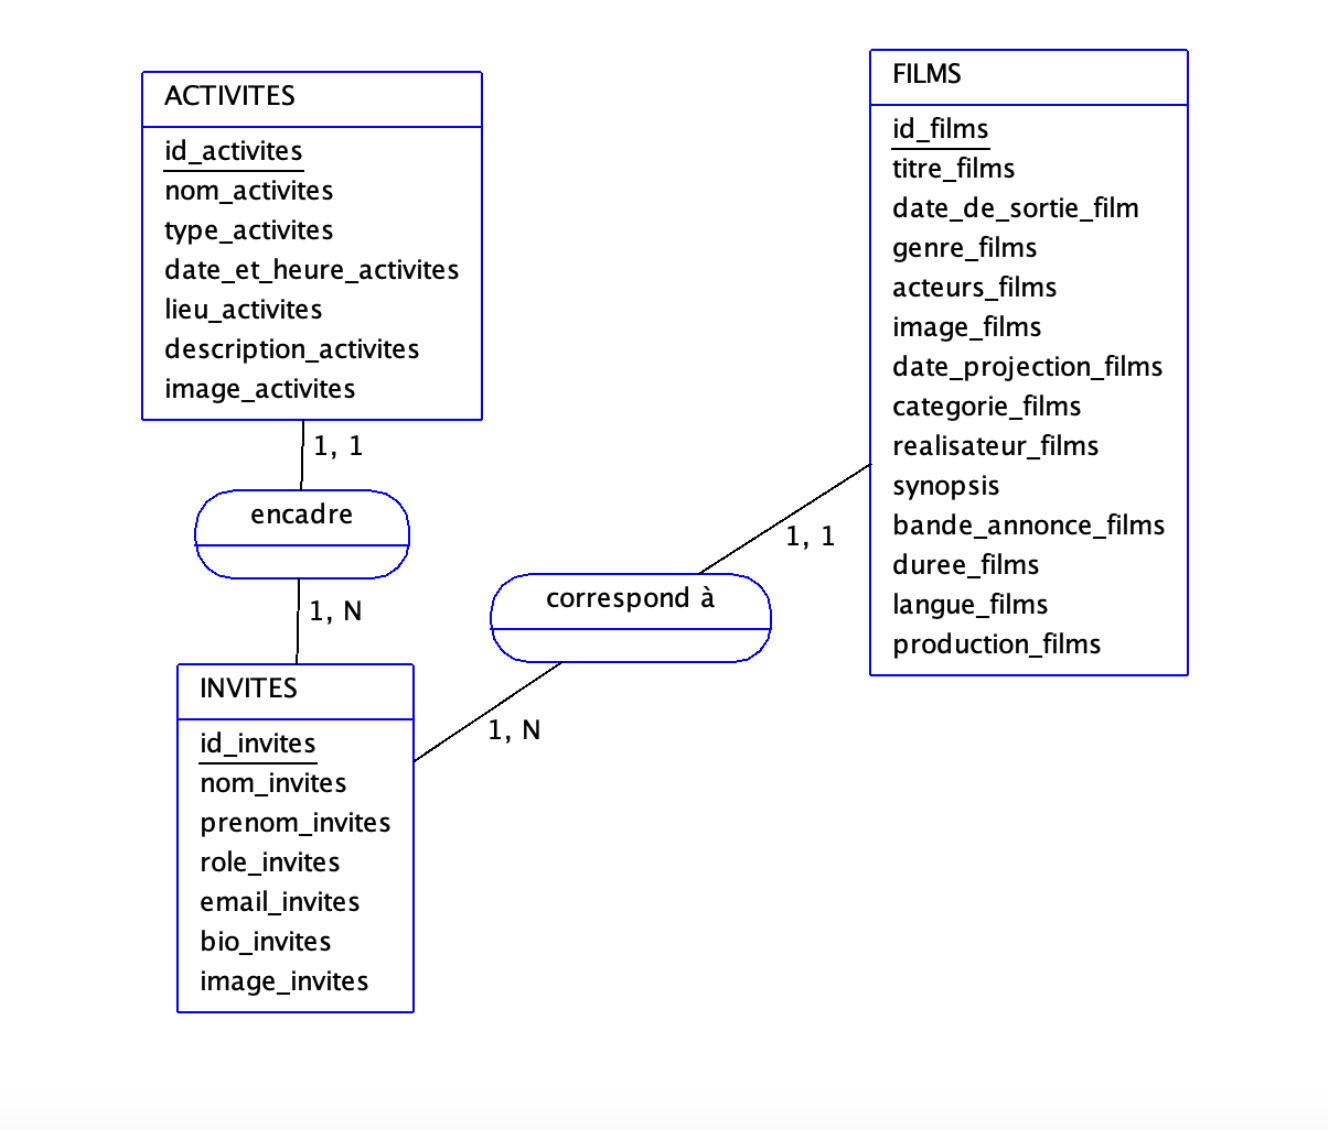 ACTIVITES
id_activites
nom_activites
type_activites
date_et_heure_activites
lieu_activites
description_activites
image_activites
1, 1
encadre
1, N
INVITES
id_invites
nom_invites
prenom_invites
role_invites
email_invites
bio_invites
image_invites
1, N
correspond à
1, 1
FILMS
id_films
titre_films
date_de_sortie_film
genre_films
acteurs_films
image_films
date_projection_films
categorie_films
realisateur_films
synopsis
bande_annonce_films
duree_films
langue_films
production_films